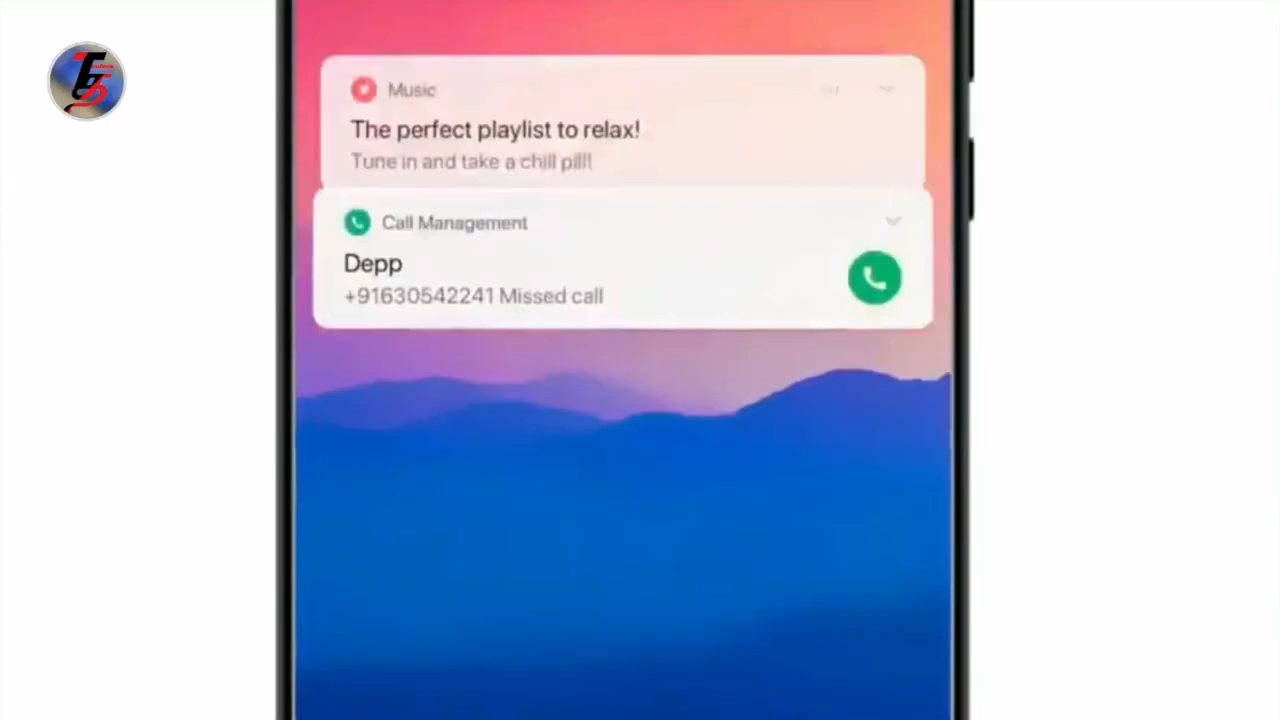 Music
The perfect playlist to relax!
Tune in and take a chill pill!
Call Management
Depp
+91630542241 Missed call